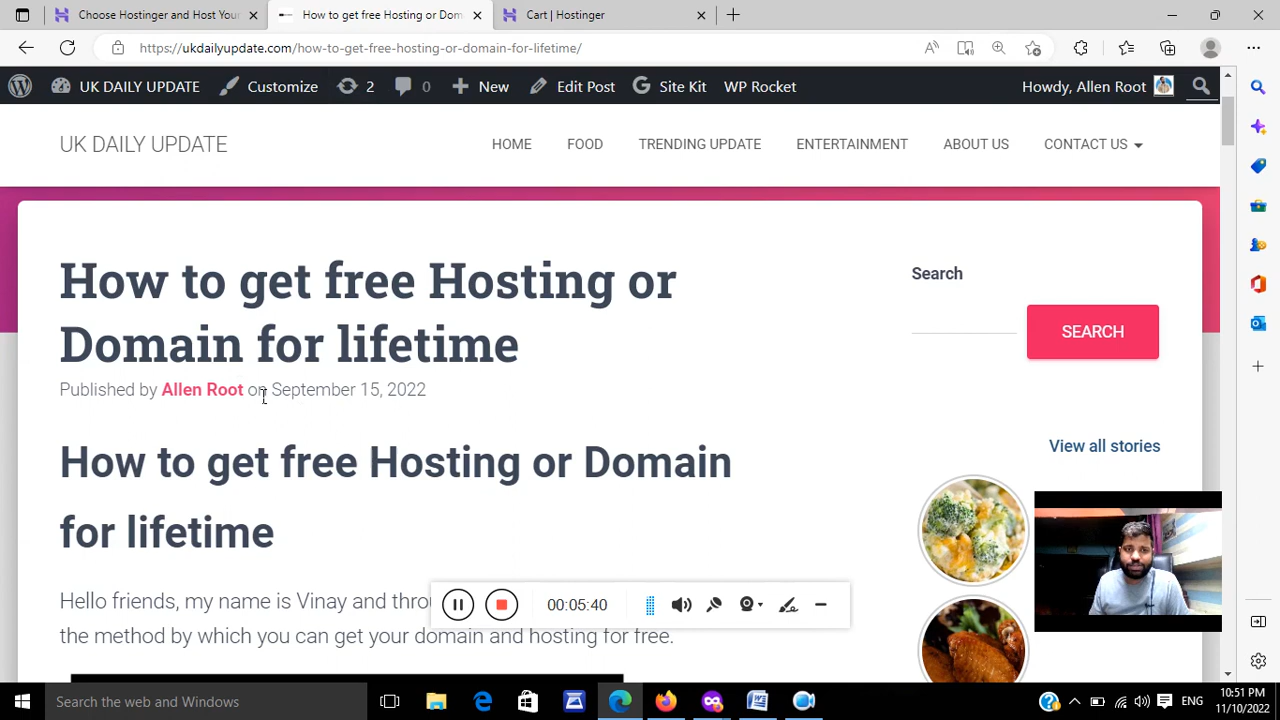 Choose your Hostinger web hos
How to get free Hosting or Dom
Cart | Hostinger
https://ukdailyupdate.com/how-to-get-free-hosting-or-domain-for-lifetime/
UK DAILY UPDATE
Customize
2
0
New
Edit Post
Site Kit
WP Rocket
Howdy, Allen Root
UK DAILY UPDATE
HOME
FOOD
TRENDING UPDATE
ENTERTAINMENT
ABOUT US
CONTACT US
How to get free Hosting or
Domain for lifetime
Published by Allen Root on September 15, 2022
Search
SEARCH
View all stories
How to get free Hosting or Domain
for lifetime
Hello friends, my name is Vinay and throu
the method by which you can get your domain and hosting for free.
00:05:40
Search the web and Windows
ENG
10:51 PM
11/10/2022